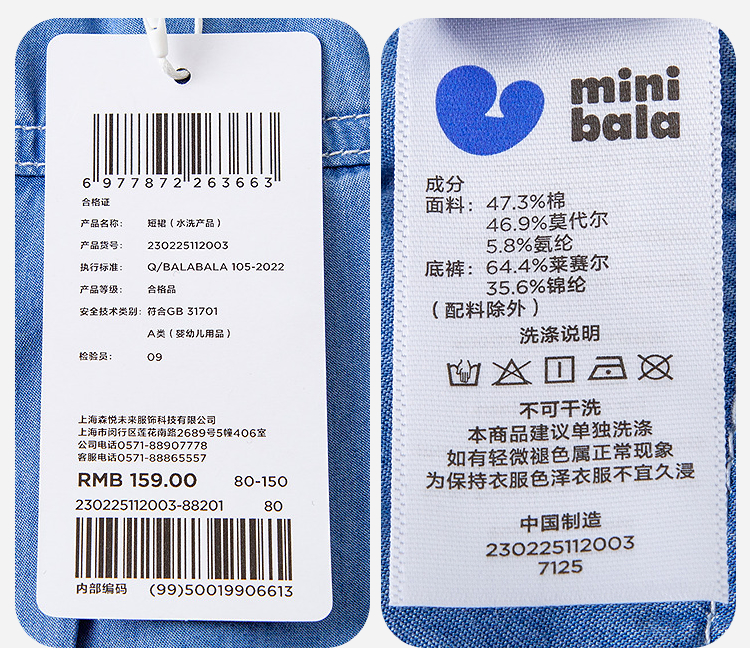 6 977872 263663
合格证
产品名称: 短裙（水洗产品）
产品货号: 230225112003
执行标准: Q/BALABALA 105-2022
产品等级: 合格品
安全技术类别: 符合GB 31701
A类（婴幼儿用品）
检验员: 09
上海森悦未来服饰科技有限公司
上海市闵行区莲花南路2689号5幢406室
公司电话0571-88907778
客服电话0571-88865557
RMB 159.00 80-150
230225112003-88201 80
内部编码 (99)50019906613
mini
bala
成分
面料: 47.3%棉
46.9%莫代尔
5.8%氨纶
底裤: 64.4%莱赛尔
35.6%锦纶
（配料除外）
洗涤说明
不可干洗
本商品建议单独洗涤
如有轻微褪色属正常现象
为保持衣服色泽衣服不宜久浸
中国制造
230225112003
7125